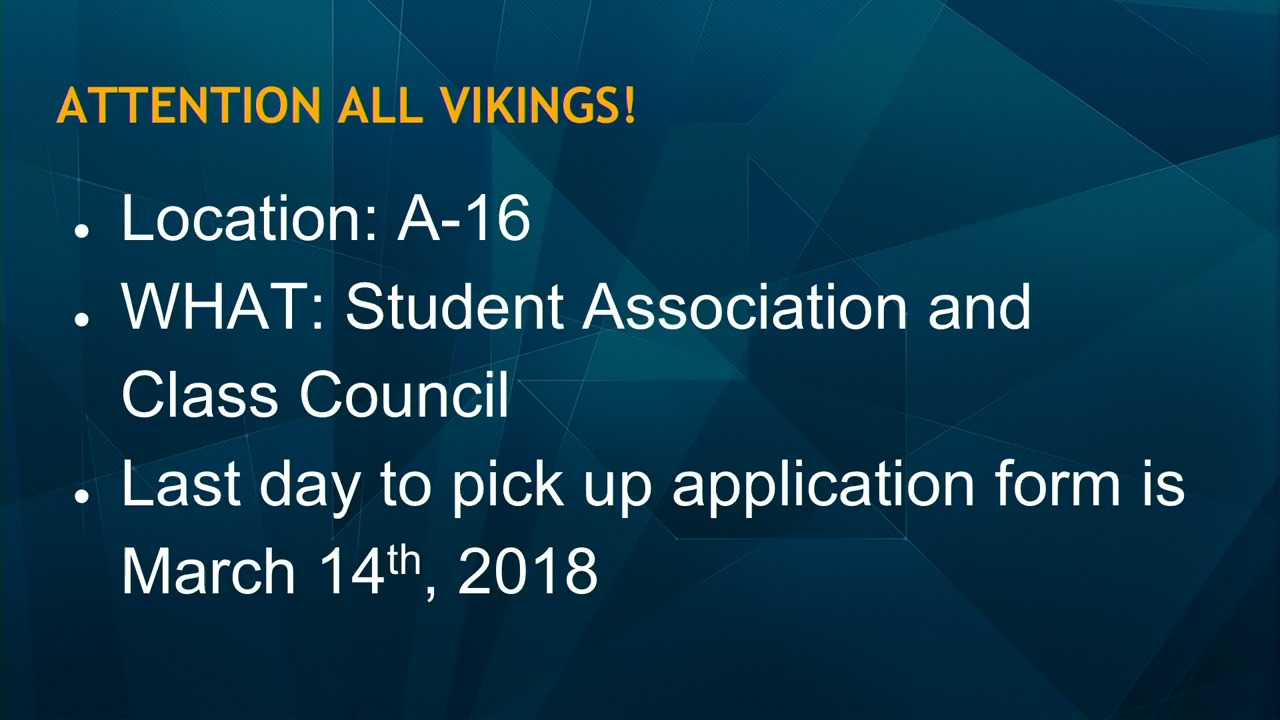 ATTENTION ALL VIKINGS!
• Location: A-16
• WHAT: Student Association and
Class Council
• Last day to pick up application form is
March 14th, 2018